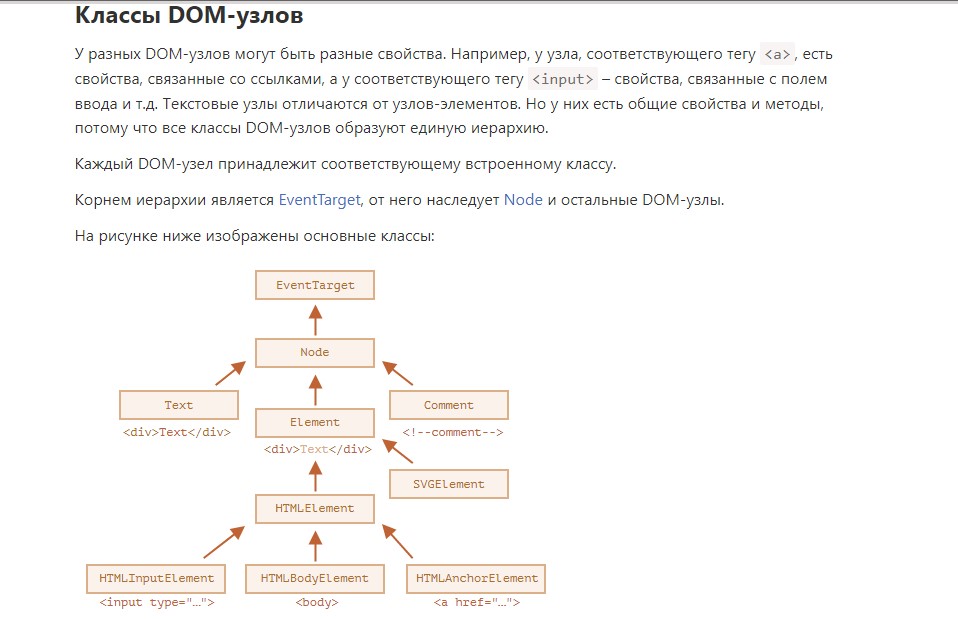 Классы DOM-узлов
У разных DOM-узлов могут быть разные свойства. Например, у узла, соответствующего тегу <a>, есть
свойства, связанные со ссылками, а у соответствующего тегу <input> – свойства, связанные с полем
ввода и т.д. Текстовые узлы отличаются от узлов-элементов. Но у них есть общие свойства и методы,
потому что все классы DOM-узлов образуют единую иерархию.
Каждый DOM-узел принадлежит соответствующему встроенному классу.
Корнем иерархии является EventTarget, от него наследует Node и остальные DOM-узлы.
На рисунке ниже изображены основные классы:
EventTarget
Node
Text
Comment
Element
<div>Text</div>
<!--comment-->
<div>Text</div>
SVGElement
HTMLElement
HTMLInputElement
HTMLBodyElement
HTMLAnchorElement
<input type="…">
<body>
<a href="…">